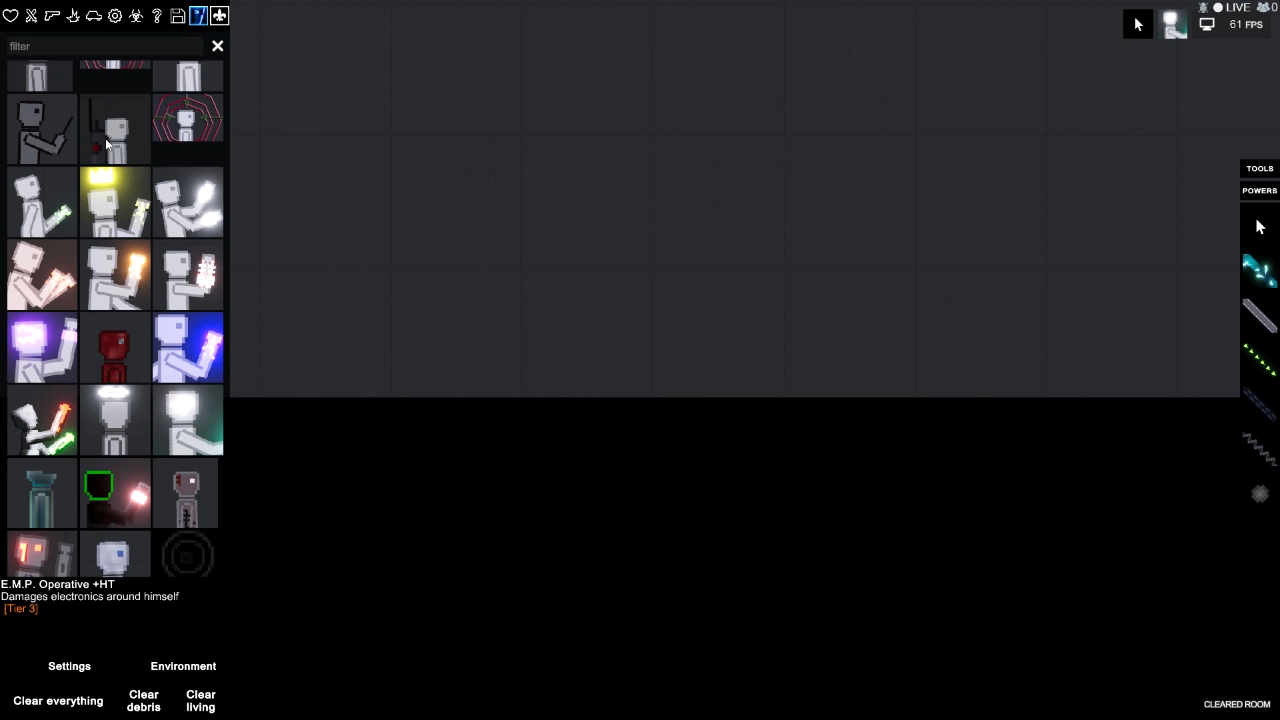 LIVE 0
61 FPS
filter
TOOLS
POWERS
E.M.P. Operative +HT
Damages electronics around himself
[Tier 3]
Settings
Environment
Clear everything
Clear debris
Clear living
CLEARED ROOM